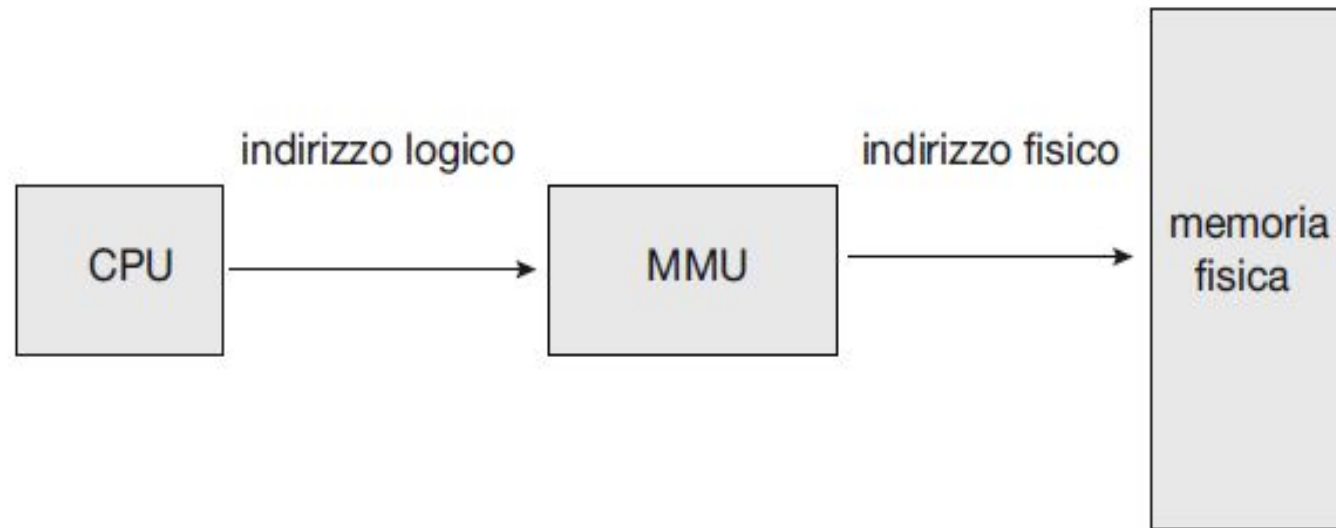 indirizzo logico
indirizzo fisico
CPU
MMU
memoria
fisica